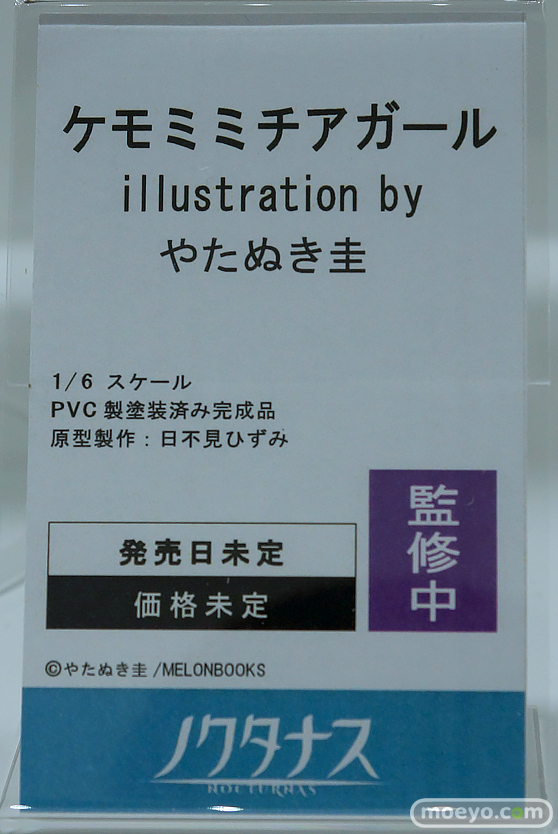 ケモミミチアガール
illustration by
やたぬき圭
1/6 スケール
PVC 製塗装済み完成品
原型製作：日不見ひずみ
監修中
発売日未定
価格未定
©やたぬき圭/MELONBOOKS
ノクターナス
NOCTURNAS
moeyo.com